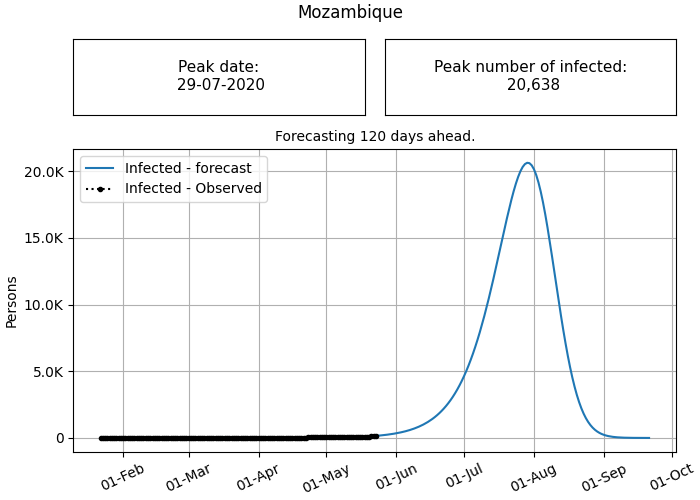 Mozambique
Peak date:
29-07-2020
Peak number of infected:
20,638
Forecasting 120 days ahead.
Infected - forecast
Infected - Observed
Persons
20.0K
15.0K
10.0K
5.0K
0
01-Feb
01-Mar
01-Apr
01-May
01-Jun
01-Jul
01-Aug
01-Sep
01-Oct